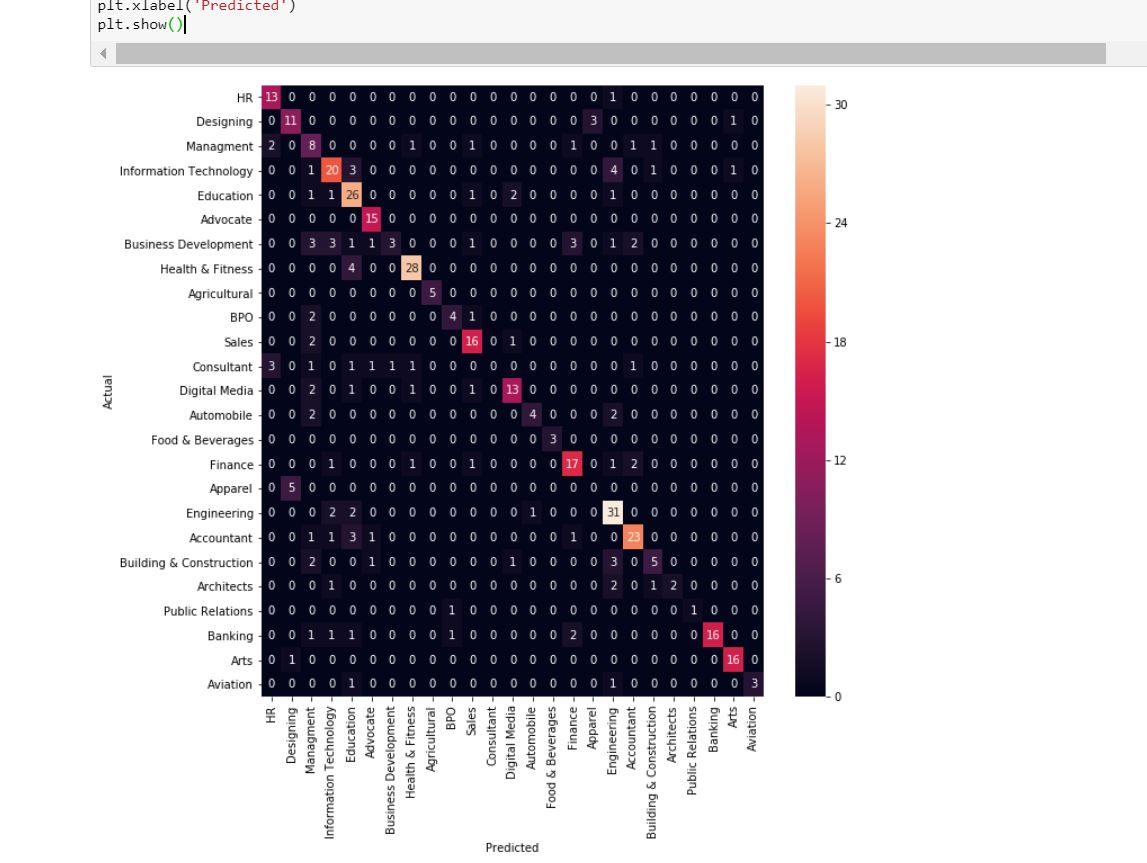 plt.xlabel('Predicted')
plt.show()
HR 13 0 0 0 0 0 0 0 0 0 0 0 0 0 0 0 0 1 0 0 0 0 0 0 0
Designing 0 11 0 0 0 0 0 0 0 0 0 0 0 0 0 0 3 0 0 0 0 0 0 1 0
Managment 2 0 8 0 0 0 0 1 0 0 1 0 0 0 0 1 0 0 1 1 0 0 0 0 0
Information Technology 0 0 1 20 3 0 0 0 0 0 0 0 0 0 0 0 0 4 0 1 0 0 0 1 0
Education 0 0 1 1 26 0 0 0 0 0 1 0 2 0 0 0 0 1 0 0 0 0 0 0 0
Advocate 0 0 0 0 0 15 0 0 0 0 0 0 0 0 0 0 0 0 0 0 0 0 0 0 0
Business Development 0 0 3 3 1 1 3 0 0 0 1 0 0 0 0 3 0 1 2 0 0 0 0 0 0
Health & Fitness 0 0 0 0 4 0 0 28 0 0 0 0 0 0 0 0 0 0 0 0 0 0 0 0 0
Agricultural 0 0 0 0 0 0 0 0 5 0 0 0 0 0 0 0 0 0 0 0 0 0 0 0 0
BPO 0 0 2 0 0 0 0 0 0 4 1 0 0 0 0 0 0 0 0 0 0 0 0 0 0
Sales 0 0 2 0 0 0 0 0 0 0 16 0 1 0 0 0 0 0 0 0 0 0 0 0 0
Consultant 3 0 1 0 1 1 1 1 0 0 0 0 0 0 0 0 0 0 1 0 0 0 0 0 0
Digital Media 0 0 2 0 1 0 0 1 0 0 1 0 13 0 0 0 0 0 0 0 0 0 0 0 0
Automobile 0 0 2 0 0 0 0 0 0 0 0 0 0 4 0 0 0 2 0 0 0 0 0 0 0
Food & Beverages 0 0 0 0 0 0 0 0 0 0 0 0 0 0 3 0 0 0 0 0 0 0 0 0 0
Finance 0 0 0 1 0 0 0 1 0 0 1 0 0 0 0 17 0 1 2 0 0 0 0 0 0
Apparel 0 5 0 0 0 0 0 0 0 0 0 0 0 0 0 0 0 0 0 0 0 0 0 0 0
Engineering 0 0 0 2 2 0 0 0 0 0 0 0 0 1 0 0 0 31 0 0 0 0 0 0 0
Accountant 0 0 1 1 3 1 0 0 0 0 0 0 0 0 0 1 0 0 23 0 0 0 0 0 0
Building & Construction 0 0 2 0 0 1 0 0 0 0 0 0 1 0 0 0 0 3 0 5 0 0 0 0 0
Architects 0 0 0 1 0 0 0 0 0 0 0 0 0 0 0 0 0 2 0 1 2 0 0 0 0
Public Relations 0 0 0 0 0 0 0 0 0 1 0 0 0 0 0 0 0 0 0 0 0 1 0 0 0
Banking 0 0 1 1 1 0 0 0 0 1 0 0 0 0 0 2 0 0 0 0 0 0 16 0 0
Arts 0 1 0 0 0 0 0 0 0 0 0 0 0 0 0 0 0 0 0 0 0 0 0 16 0
Aviation 0 0 0 0 1 0 0 0 0 0 0 0 0 0 0 0 0 1 0 0 0 0 0 0 3
Actual
HR
Designing
Managment
Information Technology
Education
Advocate
Business Development
Health & Fitness
Agricultural
BPO
Sales
Consultant
Digital Media
Automobile
Food & Beverages
Finance
Apparel
Engineering
Accountant
Building & Construction
Architects
Public Relations
Banking
Arts
Aviation
Predicted
30
24
18
12
6
0